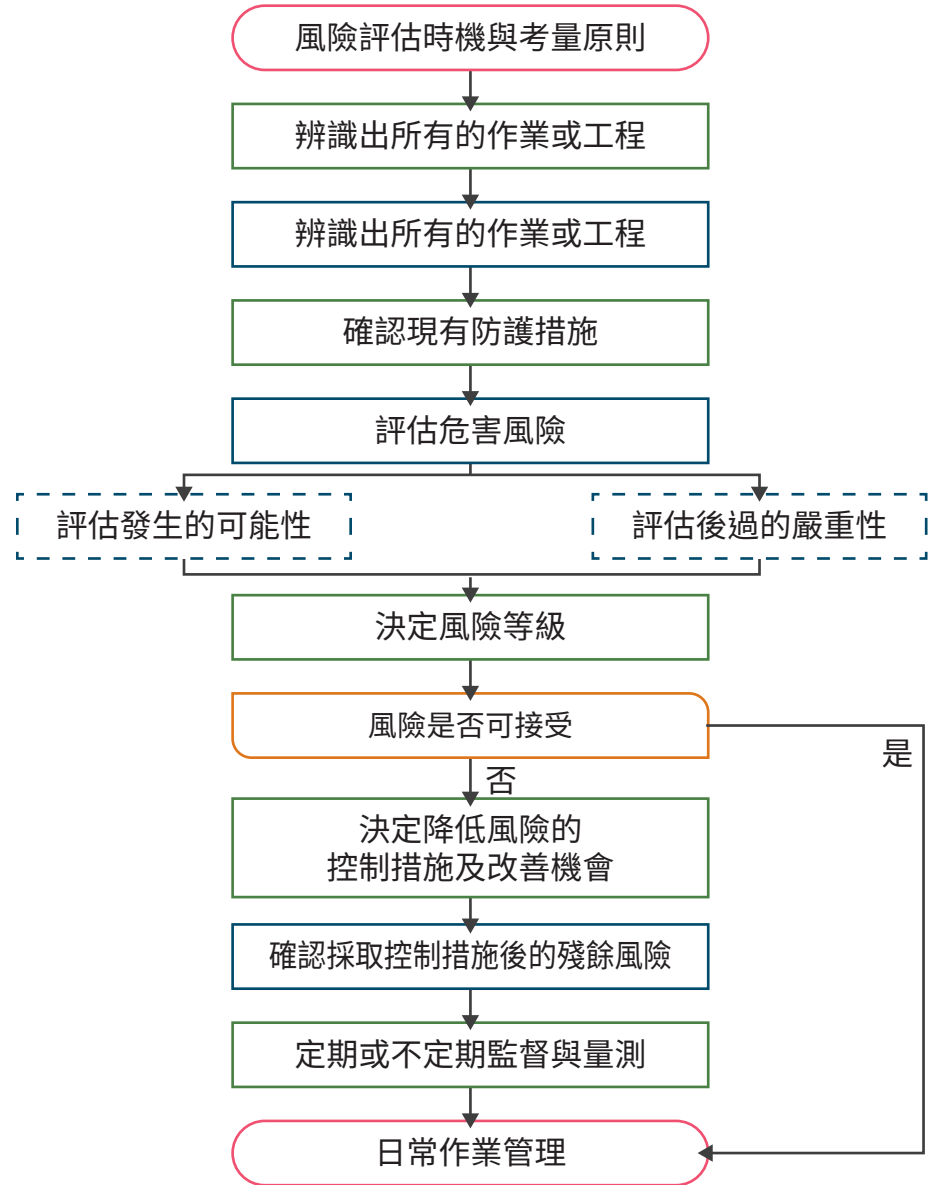 風險評估時機與考量原則
辨識出所有的作業或工程
辨識出所有的作業或工程
確認現有防護措施
評估危害風險
評估發生的可能性
評估後過的嚴重性
決定風險等級
風險是否可接受
是
否
決定降低風險的
控制措施及改善機會
確認採取控制措施後的殘餘風險
定期或不定期監督與量測
日常作業管理